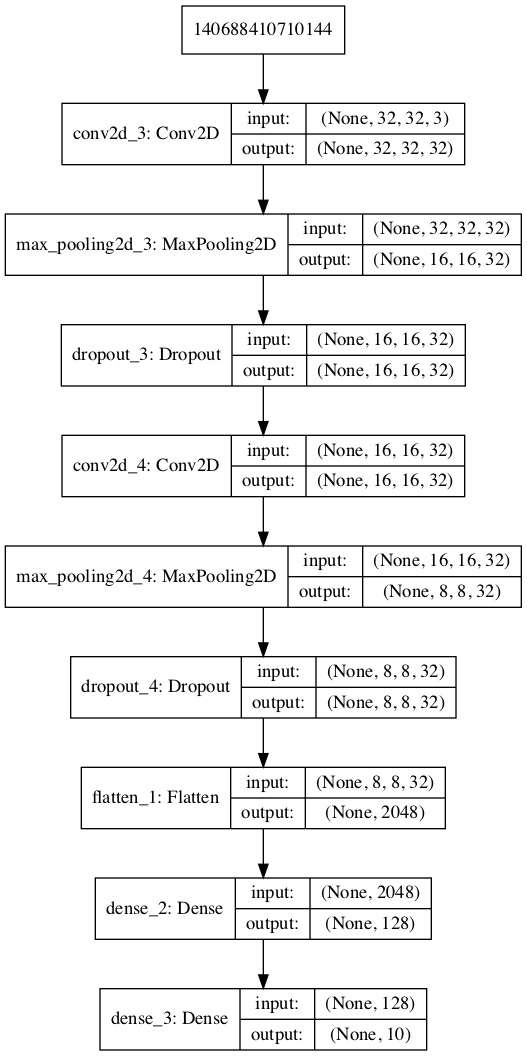 140688410710144
conv2d_3: Conv2D
input:
(None, 32, 32, 3)
output:
(None, 32, 32, 32)
max_pooling2d_3: MaxPooling2D
input:
(None, 32, 32, 32)
output:
(None, 16, 16, 32)
dropout_3: Dropout
input:
(None, 16, 16, 32)
output:
(None, 16, 16, 32)
conv2d_4: Conv2D
input:
(None, 16, 16, 32)
output:
(None, 16, 16, 32)
max_pooling2d_4: MaxPooling2D
input:
(None, 16, 16, 32)
output:
(None, 8, 8, 32)
dropout_4: Dropout
input:
(None, 8, 8, 32)
output:
(None, 8, 8, 32)
flatten_1: Flatten
input:
(None, 8, 8, 32)
output:
(None, 2048)
dense_2: Dense
input:
(None, 2048)
output:
(None, 128)
dense_3: Dense
input:
(None, 128)
output:
(None, 10)